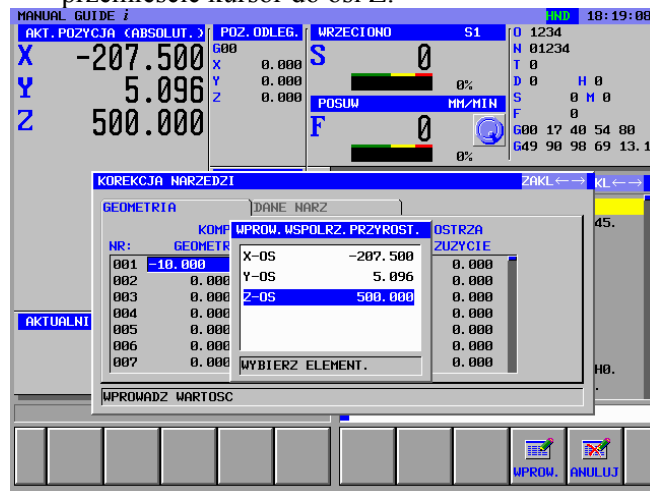 przemieścić kursor do osi Z.
MANUAL GUIDE i HND 18:19:08
AKT.POZYCJA (ABSOLUT.) POZ.ODLEG. WRZECIONO S1 O 1234
X -207.500 G00 S 0 N 01234
X 0.000 T 0
Y 5.096 Y 0.000 0% D 0 H 0
Z 500.000 Z 0.000 POSUW MM/MIN S 0 M 0
F 0 F 0
G00 17 40 54 80
0% G49 90 98 69 13.1
KOREKCJA NARZEDZI ZAKL←→ KL←→
GEOMETRIA DANE NARZ
KOMP WPROW.WSPOLRZ.PRZYROST. OSTRZA 45.
NR: GEOMETR ZUZYCIE
001 -10.000 X-OS -207.500 0.000
002 0.000 Y-OS 5.096 0.000
003 0.000 Z-OS 500.000 0.000
004 0.000 0.000
AKTUALNI 005 0.000 0.000
006 0.000 0.000
007 0.000 WYBIERZ ELEMENT. 0.000 H0.
WPROWADZ WARTOSC
WPROW. ANULUJ